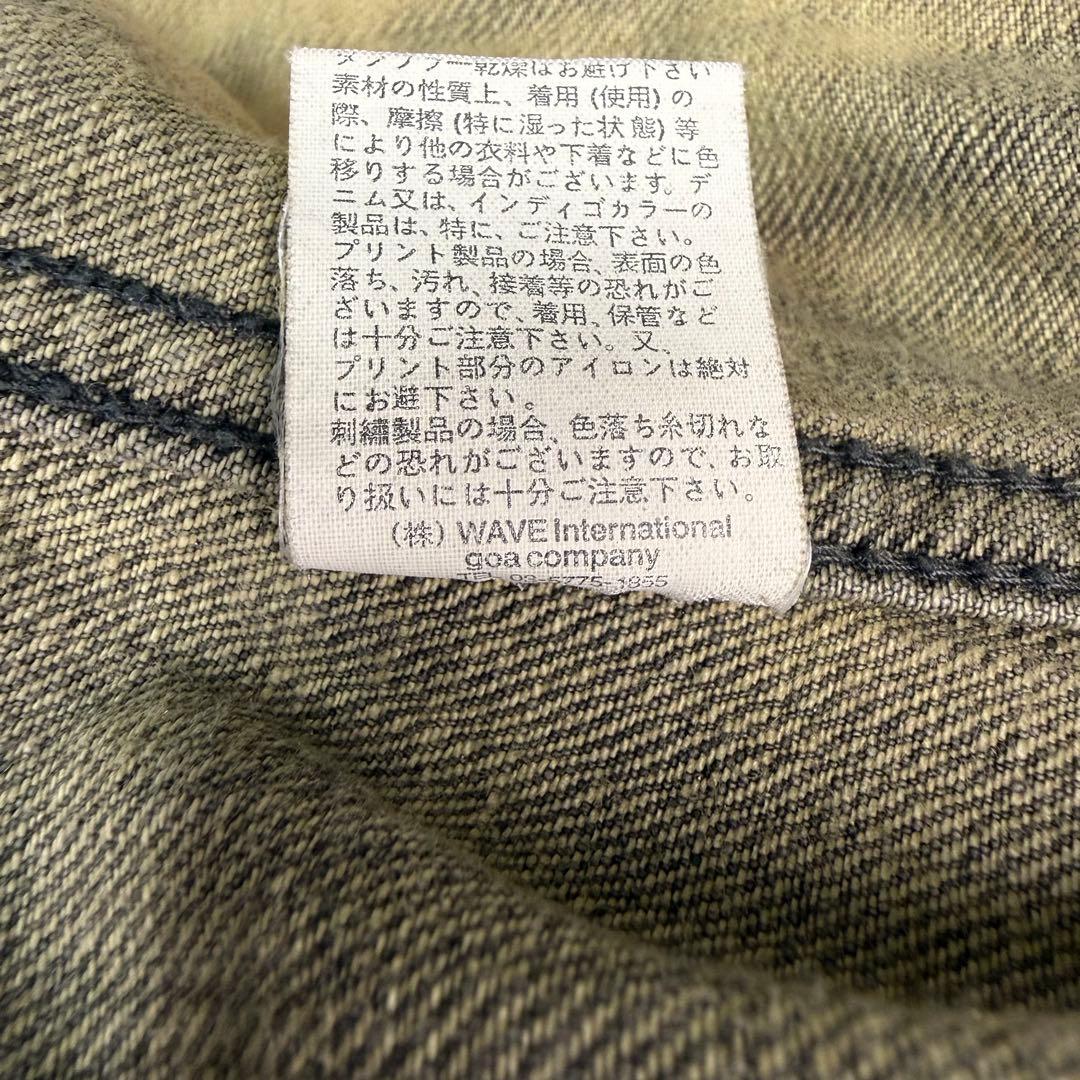 タンブラー乾燥はお避け下さい
素材の性質上、着用(使用)の
際、摩擦(特に湿った状態)等
により他の衣料や下着などに色
移りする場合がございます。デ
ニム又は、インディゴカラーの
製品は、特に、ご注意下さい。
プリント製品の場合、表面の色
落ち、汚れ、接着等の恐れがご
ざいますので、着用、保管など
は十分ご注意下さい。又、
プリント部分のアイロンは絶対
にお避下さい。
刺繍製品の場合、色落ち糸切れな
どの恐れがございますので、お取
り扱いには十分ご注意下さい。
(株) WAVE International
goa company
TEL 03-5775-1855